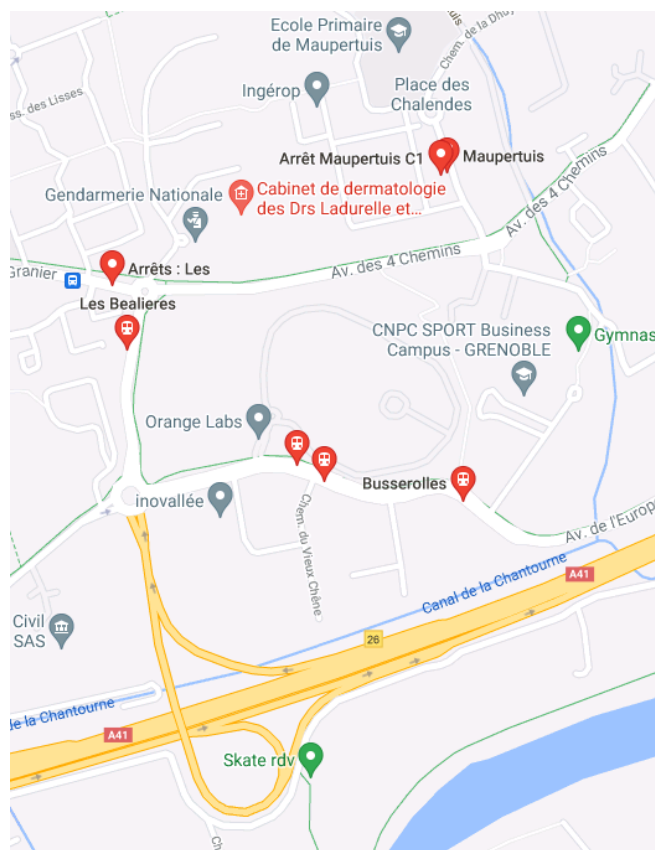 Ecole Primaire
de Maupertuis
Chem. de la Dhuy
Ingérop
Place des
Chalendes
ss. des Lisses
Arrêt Maupertuis C1
Maupertuis
Cabinet de dermatologie
des Drs Ladurelle et...
Gendarmerie Nationale
Av. des 4 Chemins
Av. des 4 Chemins
Granier
Arrêts : Les
Les Bealieres
CNPC SPORT Business
Campus - GRENOBLE
Gymnas
Orange Labs
Busserolles
inovallée
Chem. du Vieux Chêne
Av. de l'Europ
Canal de la Chantourne
A41
Civil
SAS
26
de la Chantourne
A41
Skate rdv
Ch